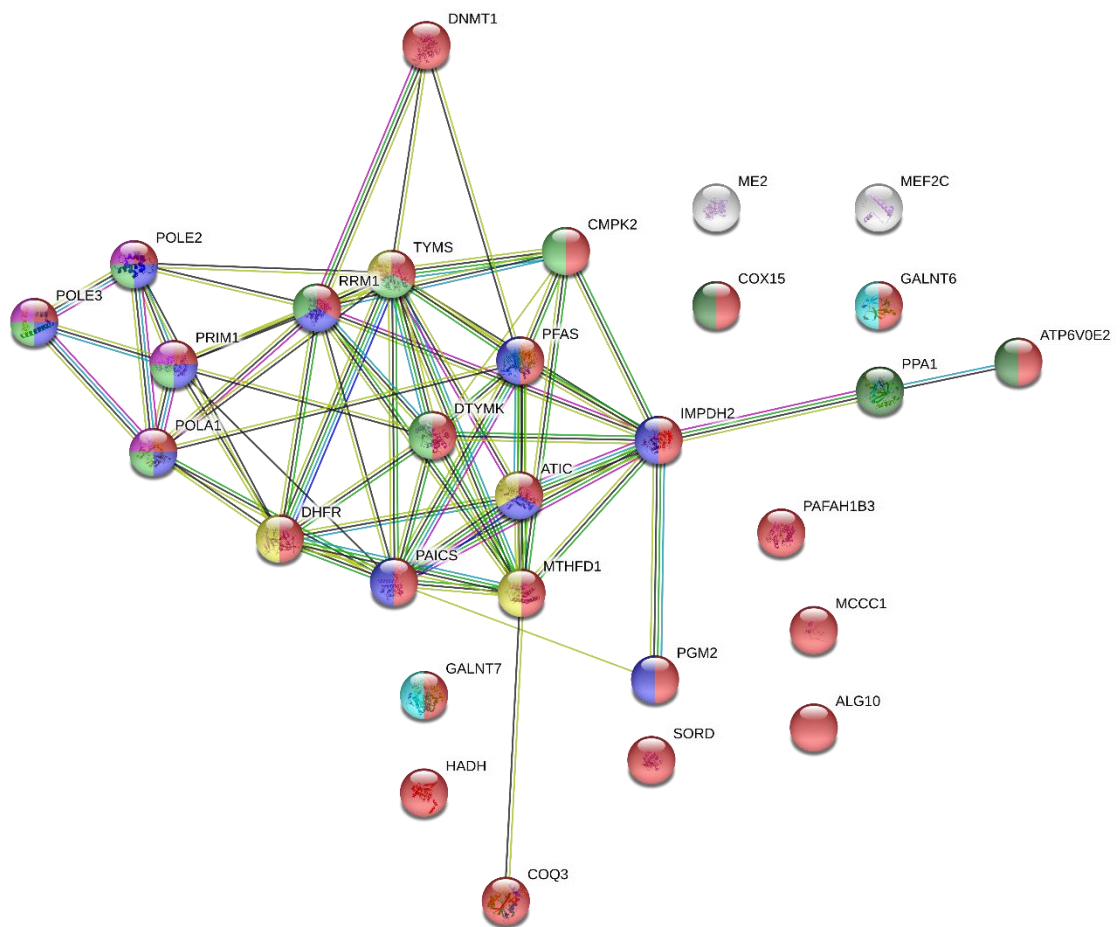 DNMT1
ME2
MEF2C
CMPK2
POLE2
TYMS
COX15
GALNT6
RRM1
POLE3
ATP6V0E2
PRIM1
PFAS
PPA1
DTYMK
IMPDH2
POLA1
ATIC
PAFAH1B3
DHFR
PAICS
MTHFD1
MCCC1
PGM2
GALNT7
ALG10
SORD
HADH
COQ3